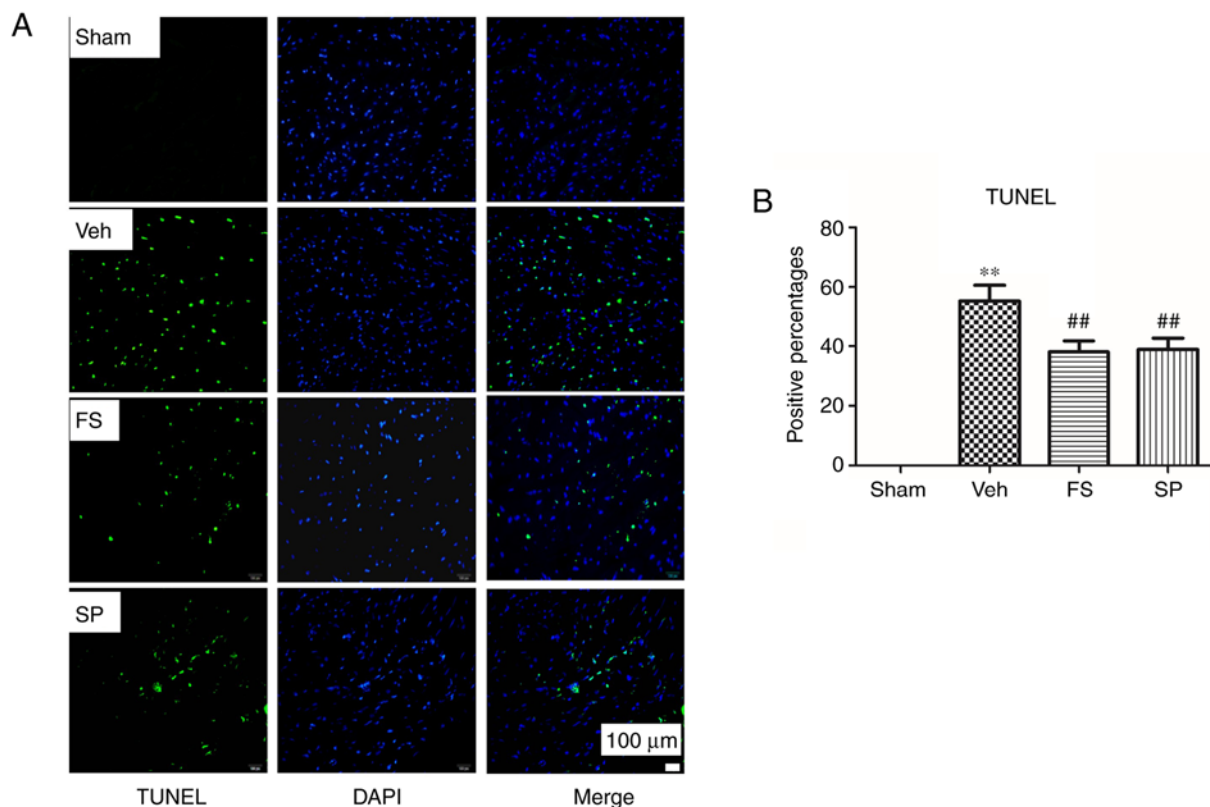 A
Sham
Veh
FS
SP
100 μm
TUNEL DAPI Merge
B
TUNEL
Positive percentages
80
60
40
20
0
**
##
##
Sham Veh FS SP